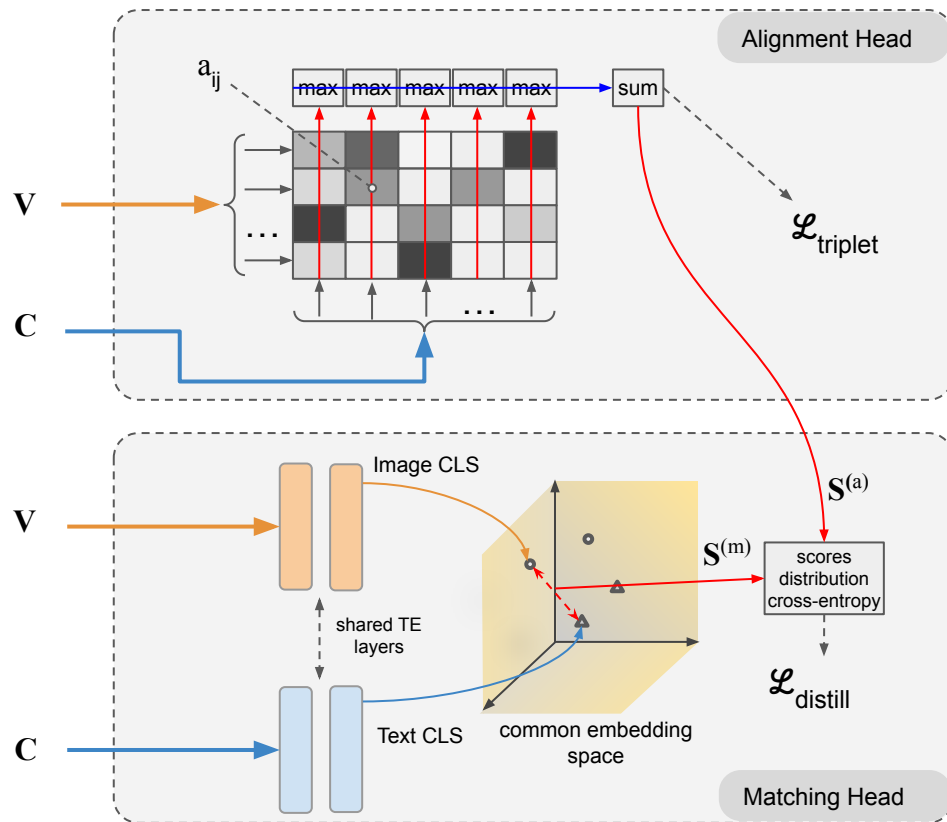 Alignment Head
a_ij
max max max max max
sum
V
...
ℒ_triplet
C
...
Image CLS
V
S^(a)
S^(m)
scores
distribution
cross-entropy
shared TE
layers
ℒ_distill
Text CLS
C
common embedding
space
Matching Head